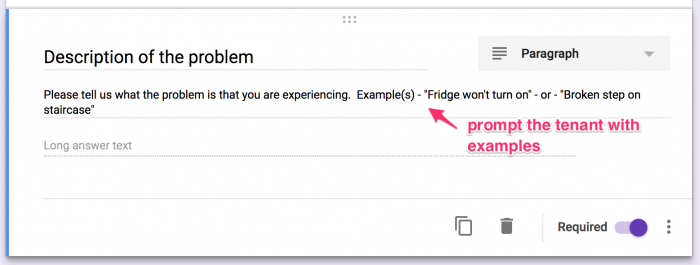 Description of the problem
Paragraph
Please tell us what the problem is that you are experiencing.  Example(s) - "Fridge won't turn on" - or - "Broken step on
staircase"
prompt the tenant with
examples
Long answer text
Required